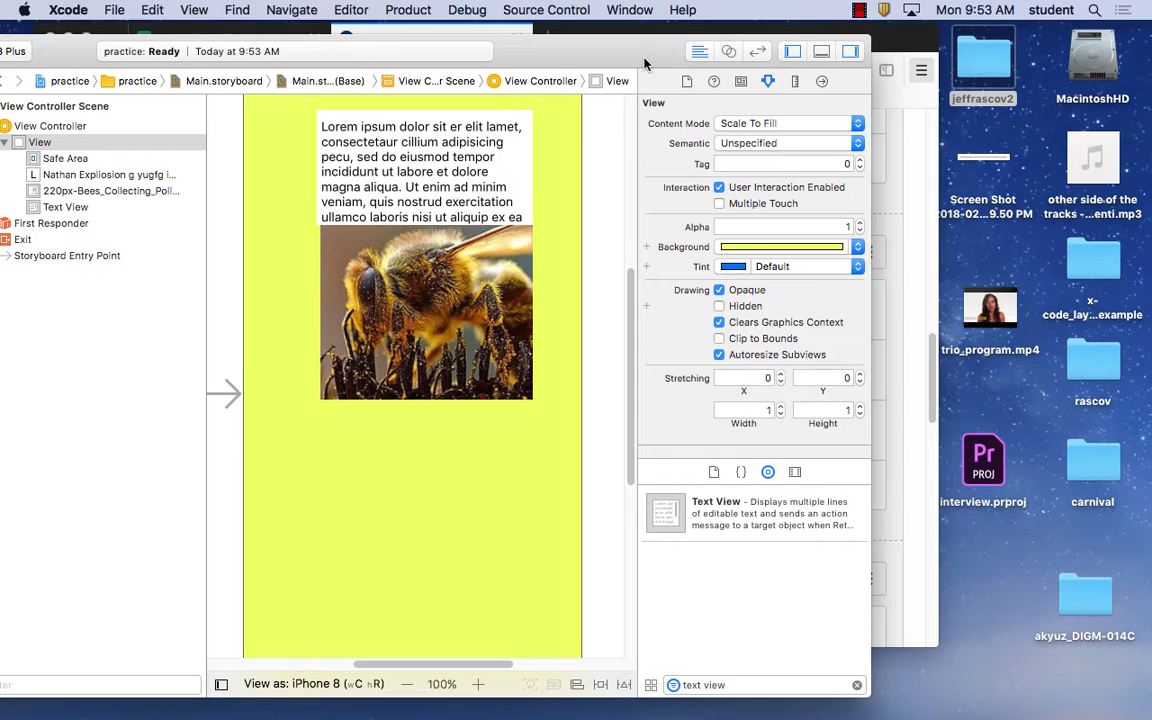 Xcode File Edit View Find Navigate Editor Product Debug Source Control Window Help Mon 9:53 AM student
Plus practice: Ready | Today at 9:53 AM
practice practice Main.storyboard Main.st...(Base) View C...r Scene View Controller View
View Controller Scene
View Controller
View
Safe Area
L Nathan Expliosion g yugfg i...
220px-Bees_Collecting_Poll...
Text View
First Responder
Exit
Storyboard Entry Point
Lorem ipsum dolor sit er elit lamet,
consectetaur cillium adipisicing
pecu, sed do eiusmod tempor
incididunt ut labore et dolore
magna aliqua. Ut enim ad minim
veniam, quis nostrud exercitation
ullamco laboris nisi ut aliquip ex ea
View as: iPhone 8 (wC hR) — 100% +
View
Content Mode Scale To Fill
Semantic Unspecified
Tag 0
Interaction User Interaction Enabled
Multiple Touch
Alpha 1
+ Background
+ Tint Default
Drawing Opaque
+ Hidden
Clears Graphics Context
Clip to Bounds
Autoresize Subviews
Stretching 0 0
X Y
1 1
Width Height
{}
Text View - Displays multiple lines
of editable text and sends an action
message to a target object when Ret...
text view
jeffrascov2
MacintoshHD
Screen Shot
2018-02...9.50 PM
other side of the
tracks -...enti.mp3
trio_program.mp4
x-
code_lay...example
rascov
Pr
PROJ
interview.prproj
carnival
akyuz_DIGM-014C